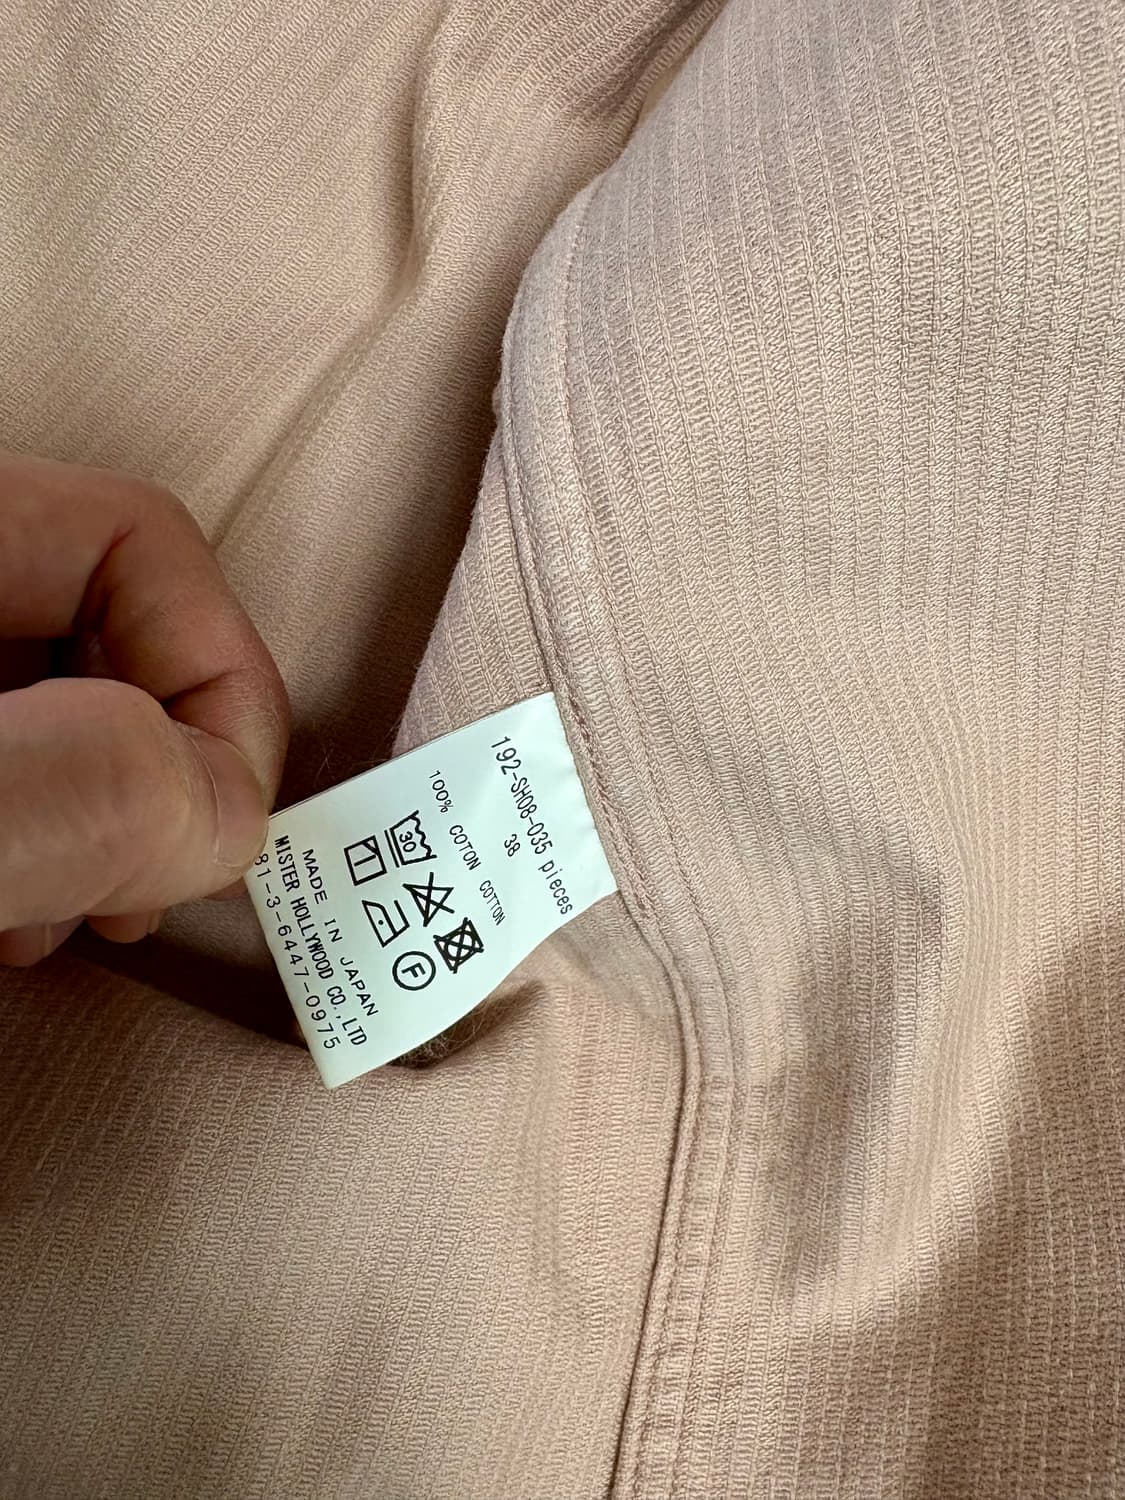 192-SH08-035 pieces
38
100% COTON COTTON
30
F
MADE IN JAPAN
MISTER HOLLYWOOD CO.,LTD
81-3-6447-0975